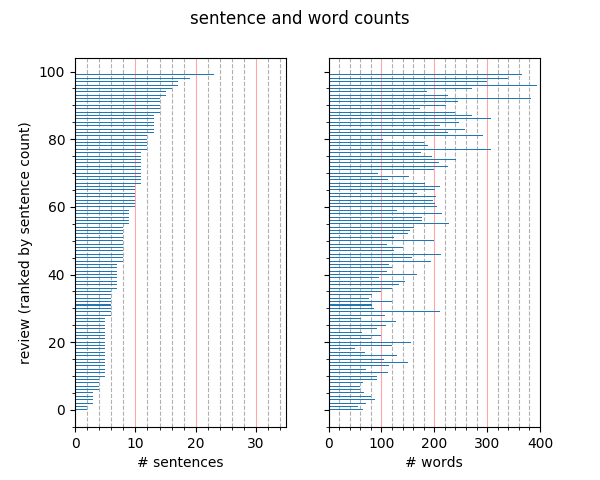 sentence and word counts
review (ranked by sentence count)
100
80
60
40
20
0
0 10 20 30
0 100 200 300 400
# sentences
# words